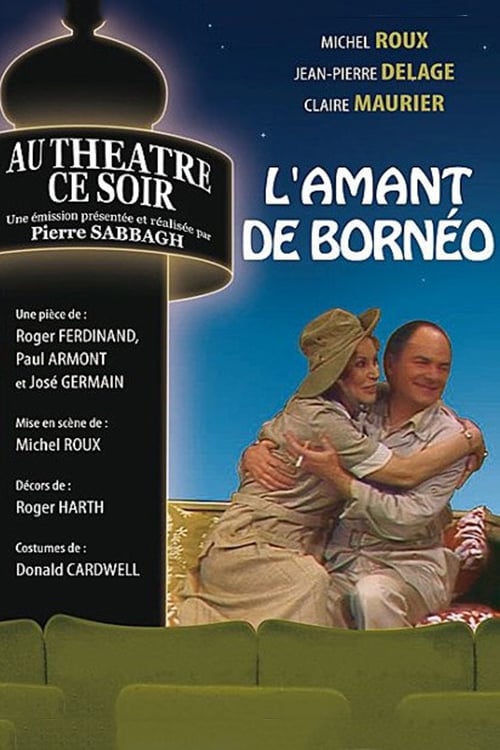 MICHEL ROUX
JEAN-PIERRE DELAGE
CLAIRE MAURIER
AU THEATRE
CE SOIR
Une émission présentée et réalisée par
Pierre SABBAGH
L'AMANT
DE BORNÉO
Une pièce de :
Roger FERDINAND,
Paul ARMONT
et José GERMAIN
Mise en scène de :
Michel ROUX
Décors de :
Roger HARTH
Costumes de :
Donald CARDWELL